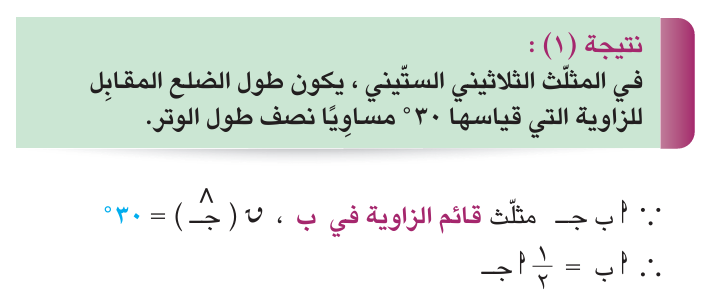 نتيجة (١) :
في المثلّث الثلاثيني الستّيني ، يكون طول الضلع المقابِل
للزاوية التي قياسها ٣٠° مساوِيًا نصف طول الوتر.
∵ أ ب جـ مثلّث قائم الزاوية في ب ، ق (جـ^) = ٣٠°
∴ أ ب = ١/٢ أ جـ